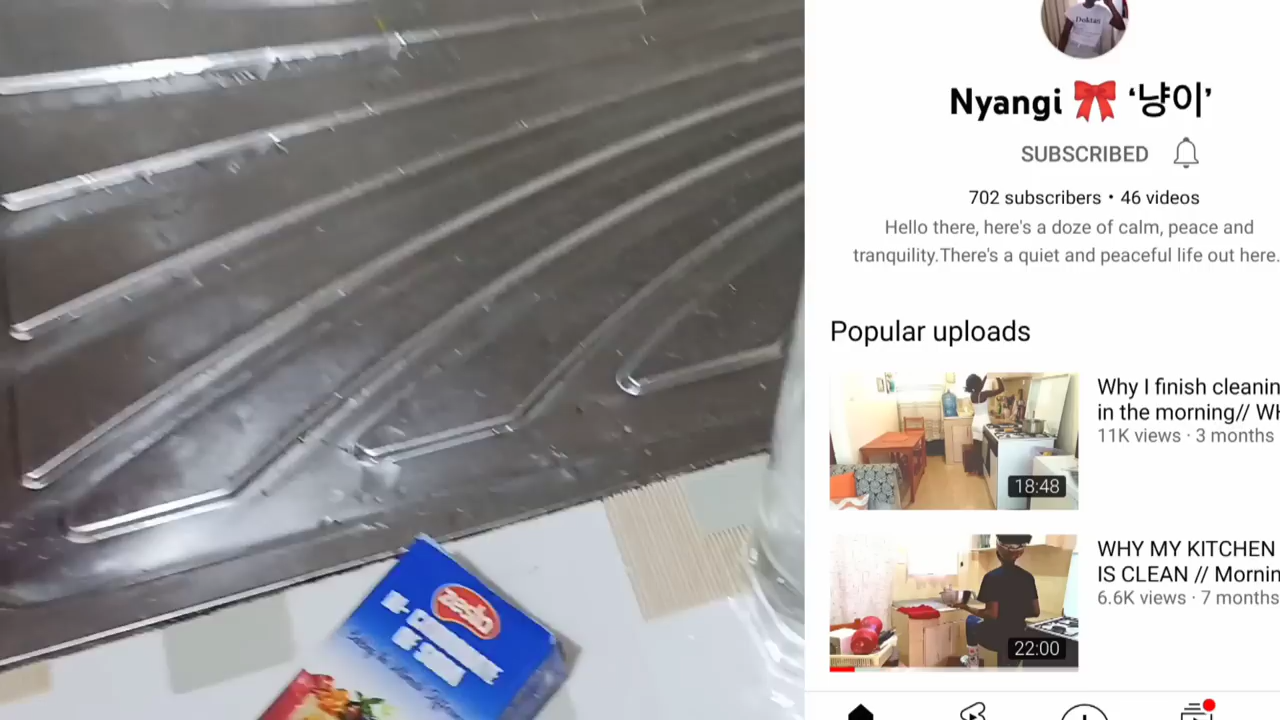 Nyangi 🎀 ‘냥이’
SUBSCRIBED
702 subscribers • 46 videos
Hello there, here's a doze of calm, peace and
tranquility.There's a quiet and peaceful life out here.
Popular uploads
Why I finish cleanin
in the morning// Wh
11K views · 3 months
18:48
WHY MY KITCHEN
IS CLEAN // Mornin
6.6K views · 7 months
22:00
zesta